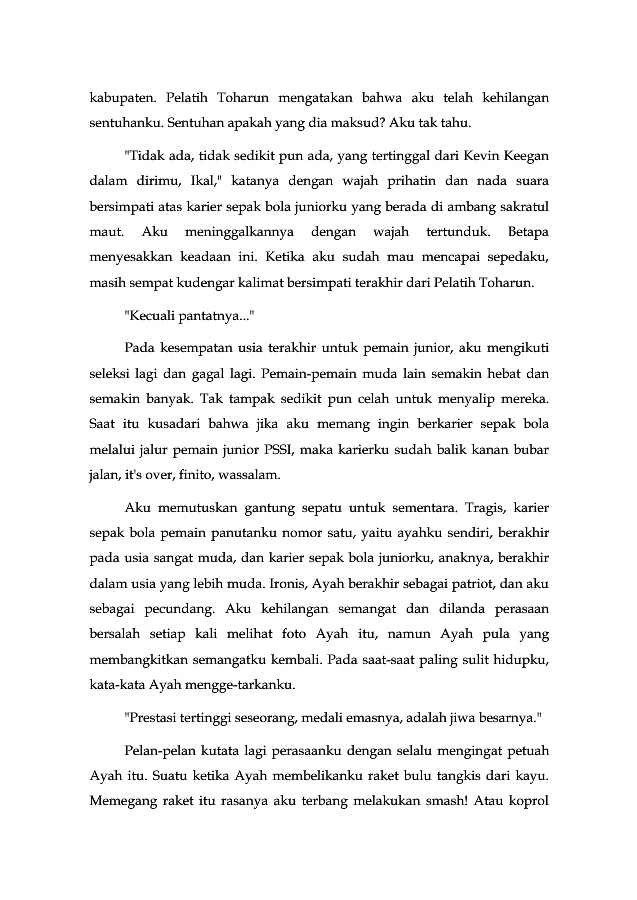 kabupaten. Pelatih Toharun mengatakan bahwa aku telah kehilangan
sentuhanku. Sentuhan apakah yang dia maksud? Aku tak tahu.
"Tidak ada, tidak sedikit pun ada, yang tertinggal dari Kevin Keegan
dalam dirimu, Ikal," katanya dengan wajah prihatin dan nada suara
bersimpati atas karier sepak bola juniorku yang berada di ambang sakratul
maut. Aku meninggalkannya dengan wajah tertunduk. Betapa
menyesakkan keadaan ini. Ketika aku sudah mau mencapai sepedaku,
masih sempat kudengar kalimat bersimpati terakhir dari Pelatih Toharun.
"Kecuali pantatnya..."
Pada kesempatan usia terakhir untuk pemain junior, aku mengikuti
seleksi lagi dan gagal lagi. Pemain-pemain muda lain semakin hebat dan
semakin banyak. Tak tampak sedikit pun celah untuk menyalip mereka.
Saat itu kusadari bahwa jika aku memang ingin berkarier sepak bola
melalui jalur pemain junior PSSI, maka karierku sudah balik kanan bubar
jalan, it's over, finito, wassalam.
Aku memutuskan gantung sepatu untuk sementara. Tragis, karier
sepak bola pemain panutanku nomor satu, yaitu ayahku sendiri, berakhir
pada usia sangat muda, dan karier sepak bola juniorku, anaknya, berakhir
dalam usia yang lebih muda. Ironis, Ayah berakhir sebagai patriot, dan aku
sebagai pecundang. Aku kehilangan semangat dan dilanda perasaan
bersalah setiap kali melihat foto Ayah itu, namun Ayah pula yang
membangkitkan semangatku kembali. Pada saat-saat paling sulit hidupku,
kata-kata Ayah mengge-tarkanku.
"Prestasi tertinggi seseorang, medali emasnya, adalah jiwa besarnya."
Pelan-pelan kutata lagi perasaanku dengan selalu mengingat petuah
Ayah itu. Suatu ketika Ayah membelikanku raket bulu tangkis dari kayu.
Memegang raket itu rasanya aku terbang melakukan smash! Atau koprol